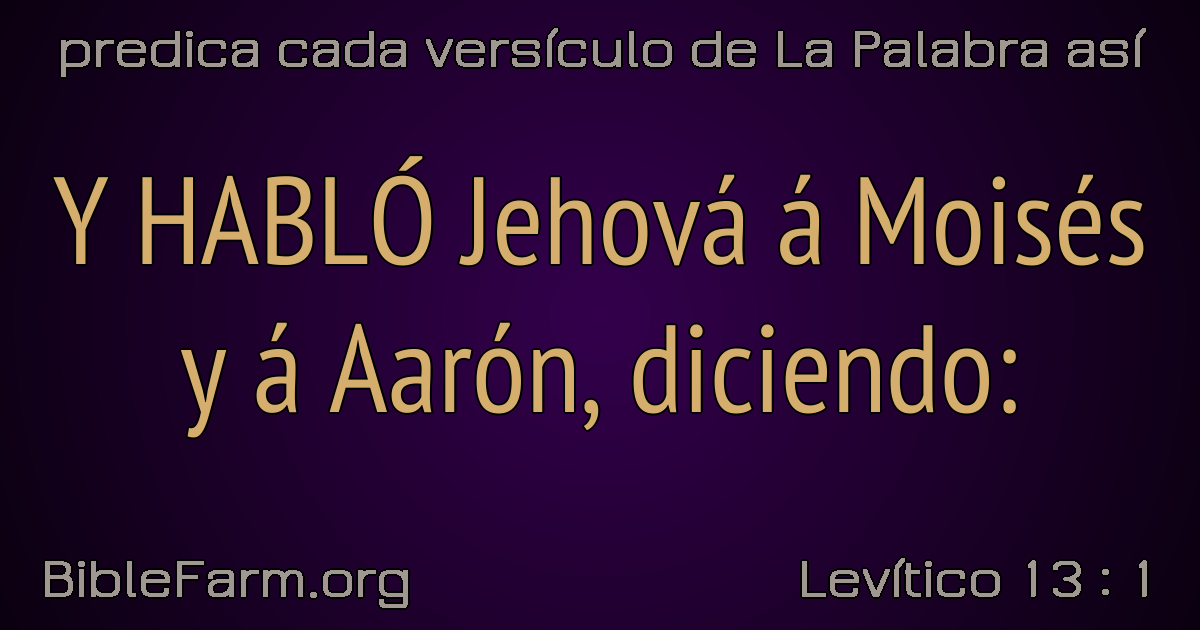 predica cada versículo de La Palabra así
Y HABLÓ Jehová á Moisés
y á Aarón, diciendo:
BibleFarm.org
Levítico 13 : 1